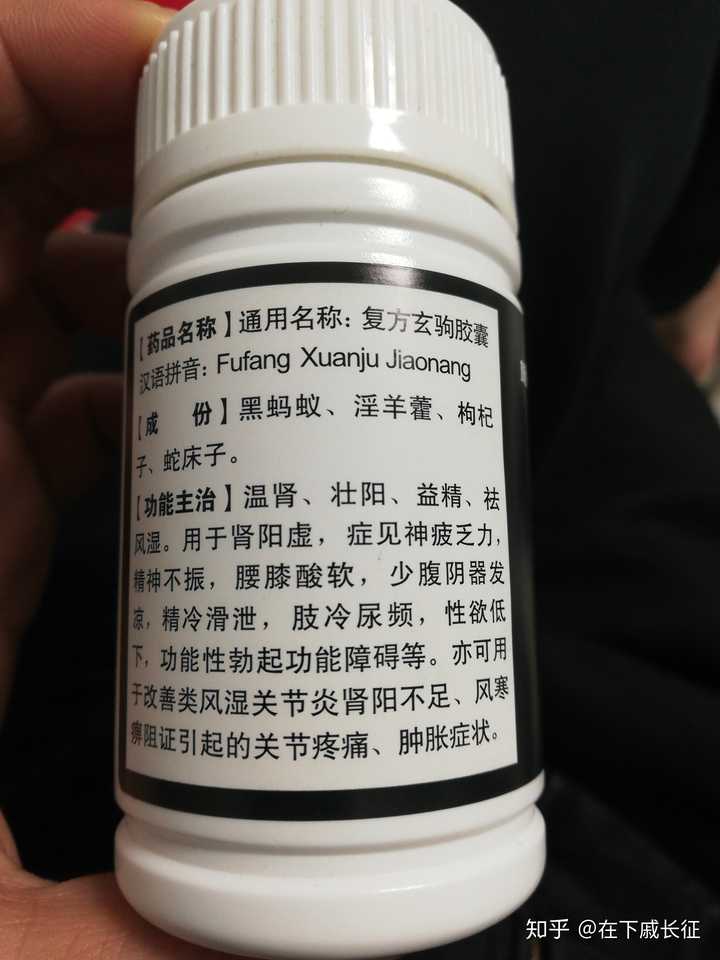 【药品名称】通用名称：复方玄驹胶囊
汉语拼音：Fufang Xuanju Jiaonang
【成 份】黑蚂蚁、淫羊藿、枸杞
子、蛇床子。
【功能主治】温肾、壮阳、益精、祛
风湿。用于肾阳虚，症见神疲乏力，
精神不振，腰膝酸软，少腹阴器发
凉，精冷滑泄，肢冷尿频，性欲低
下，功能性勃起功能障碍等。亦可用
于改善类风湿关节炎肾阳不足、风寒
痹阻证引起的关节疼痛、肿胀症状。
知乎 @在下戚长征